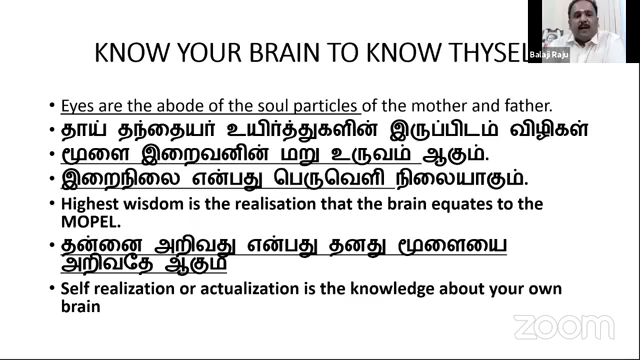 KNOW YOUR BRAIN TO KNOW THYSEL
Balaji Raju
• Eyes are the abode of the soul particles of the mother and father.
• தாய் தந்தையர் உயிர்த்துகளின் இருப்பிடம் விழிகள்
• மூளை இறைவனின் மறு உருவம் ஆகும்.
• இறைநிலை என்பது பெருவெளி நிலையாகும்.
• Highest wisdom is the realisation that the brain equates to the
MOPEL.
• தன்னை அறிவது என்பது தனது மூளையை
அறிவதே ஆகும்
• Self realization or actualization is the knowledge about your own
brain
zoom